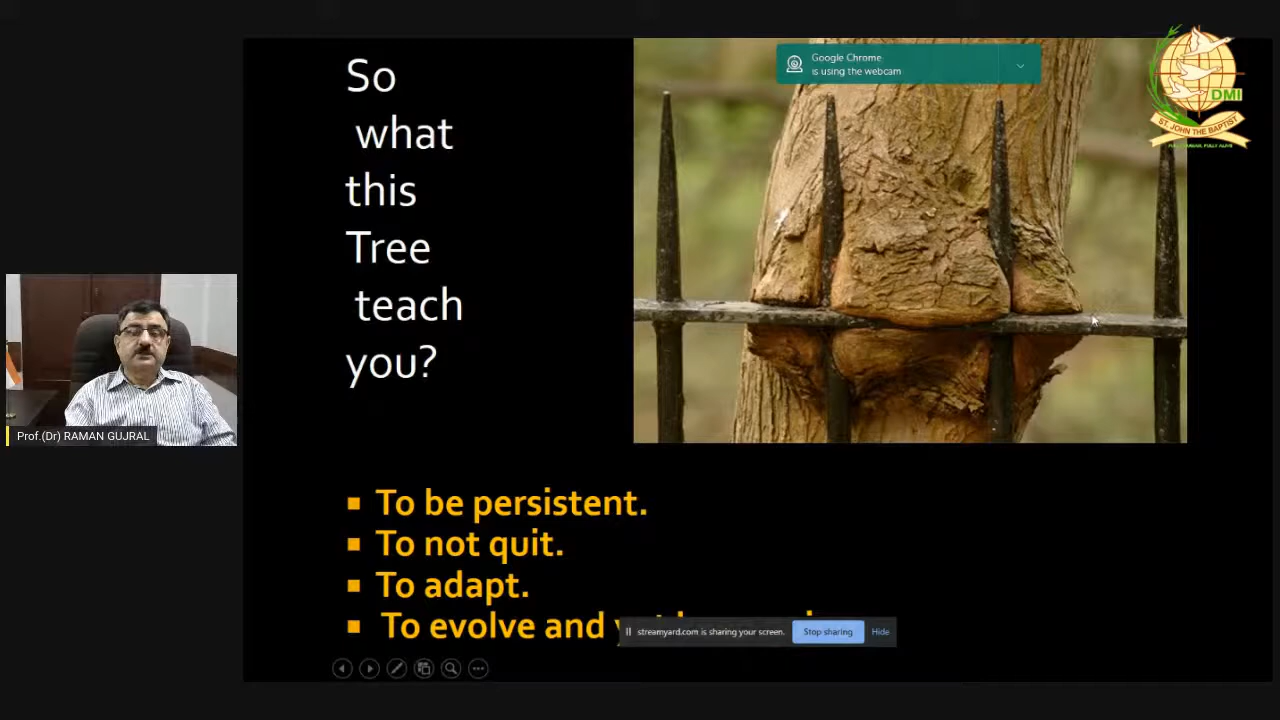 So
what
this
Tree
teach
you?
Google Chrome
is using the webcam
DMI
ST. JOHN THE BAPTIST
Prof.(Dr) RAMAN GUJRAL
To be persistent.
To not quit.
To adapt.
To evolve and
streamyard.com is sharing your screen.
Stop sharing
Hide